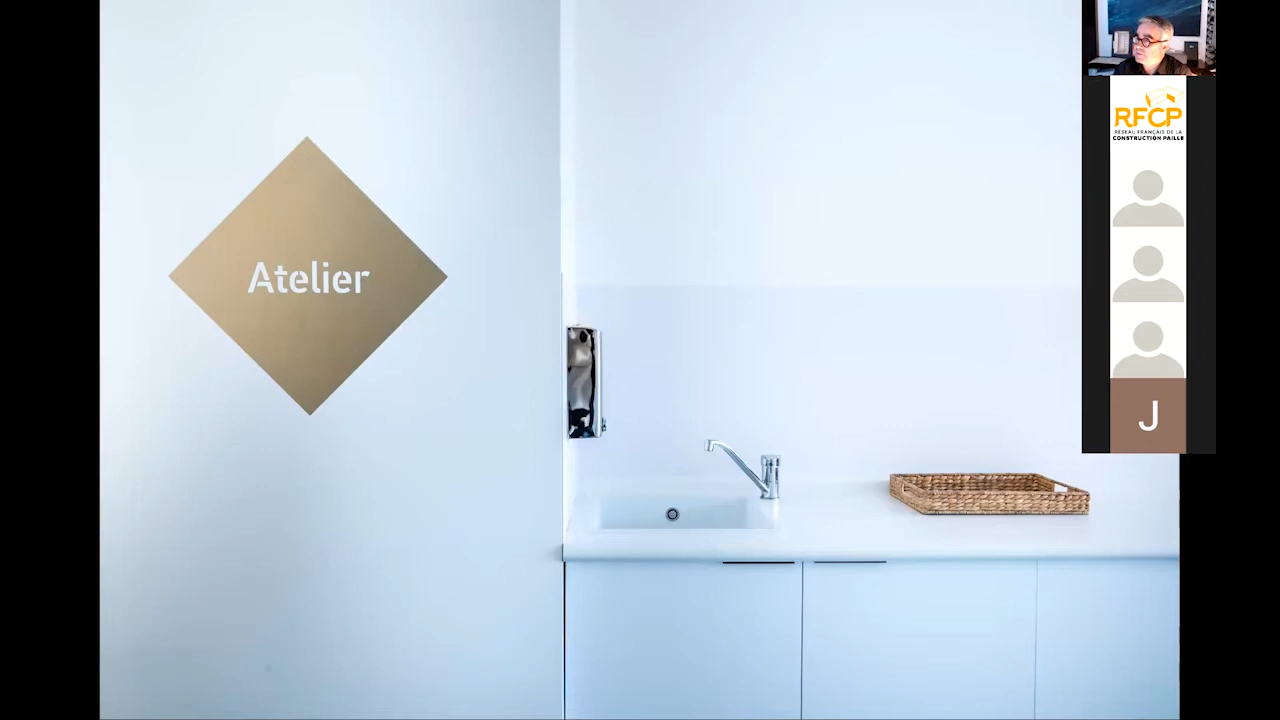 Atelier
RFCP
RÉSEAU FRANÇAIS DE LA
CONSTRUCTION PAILLE
J